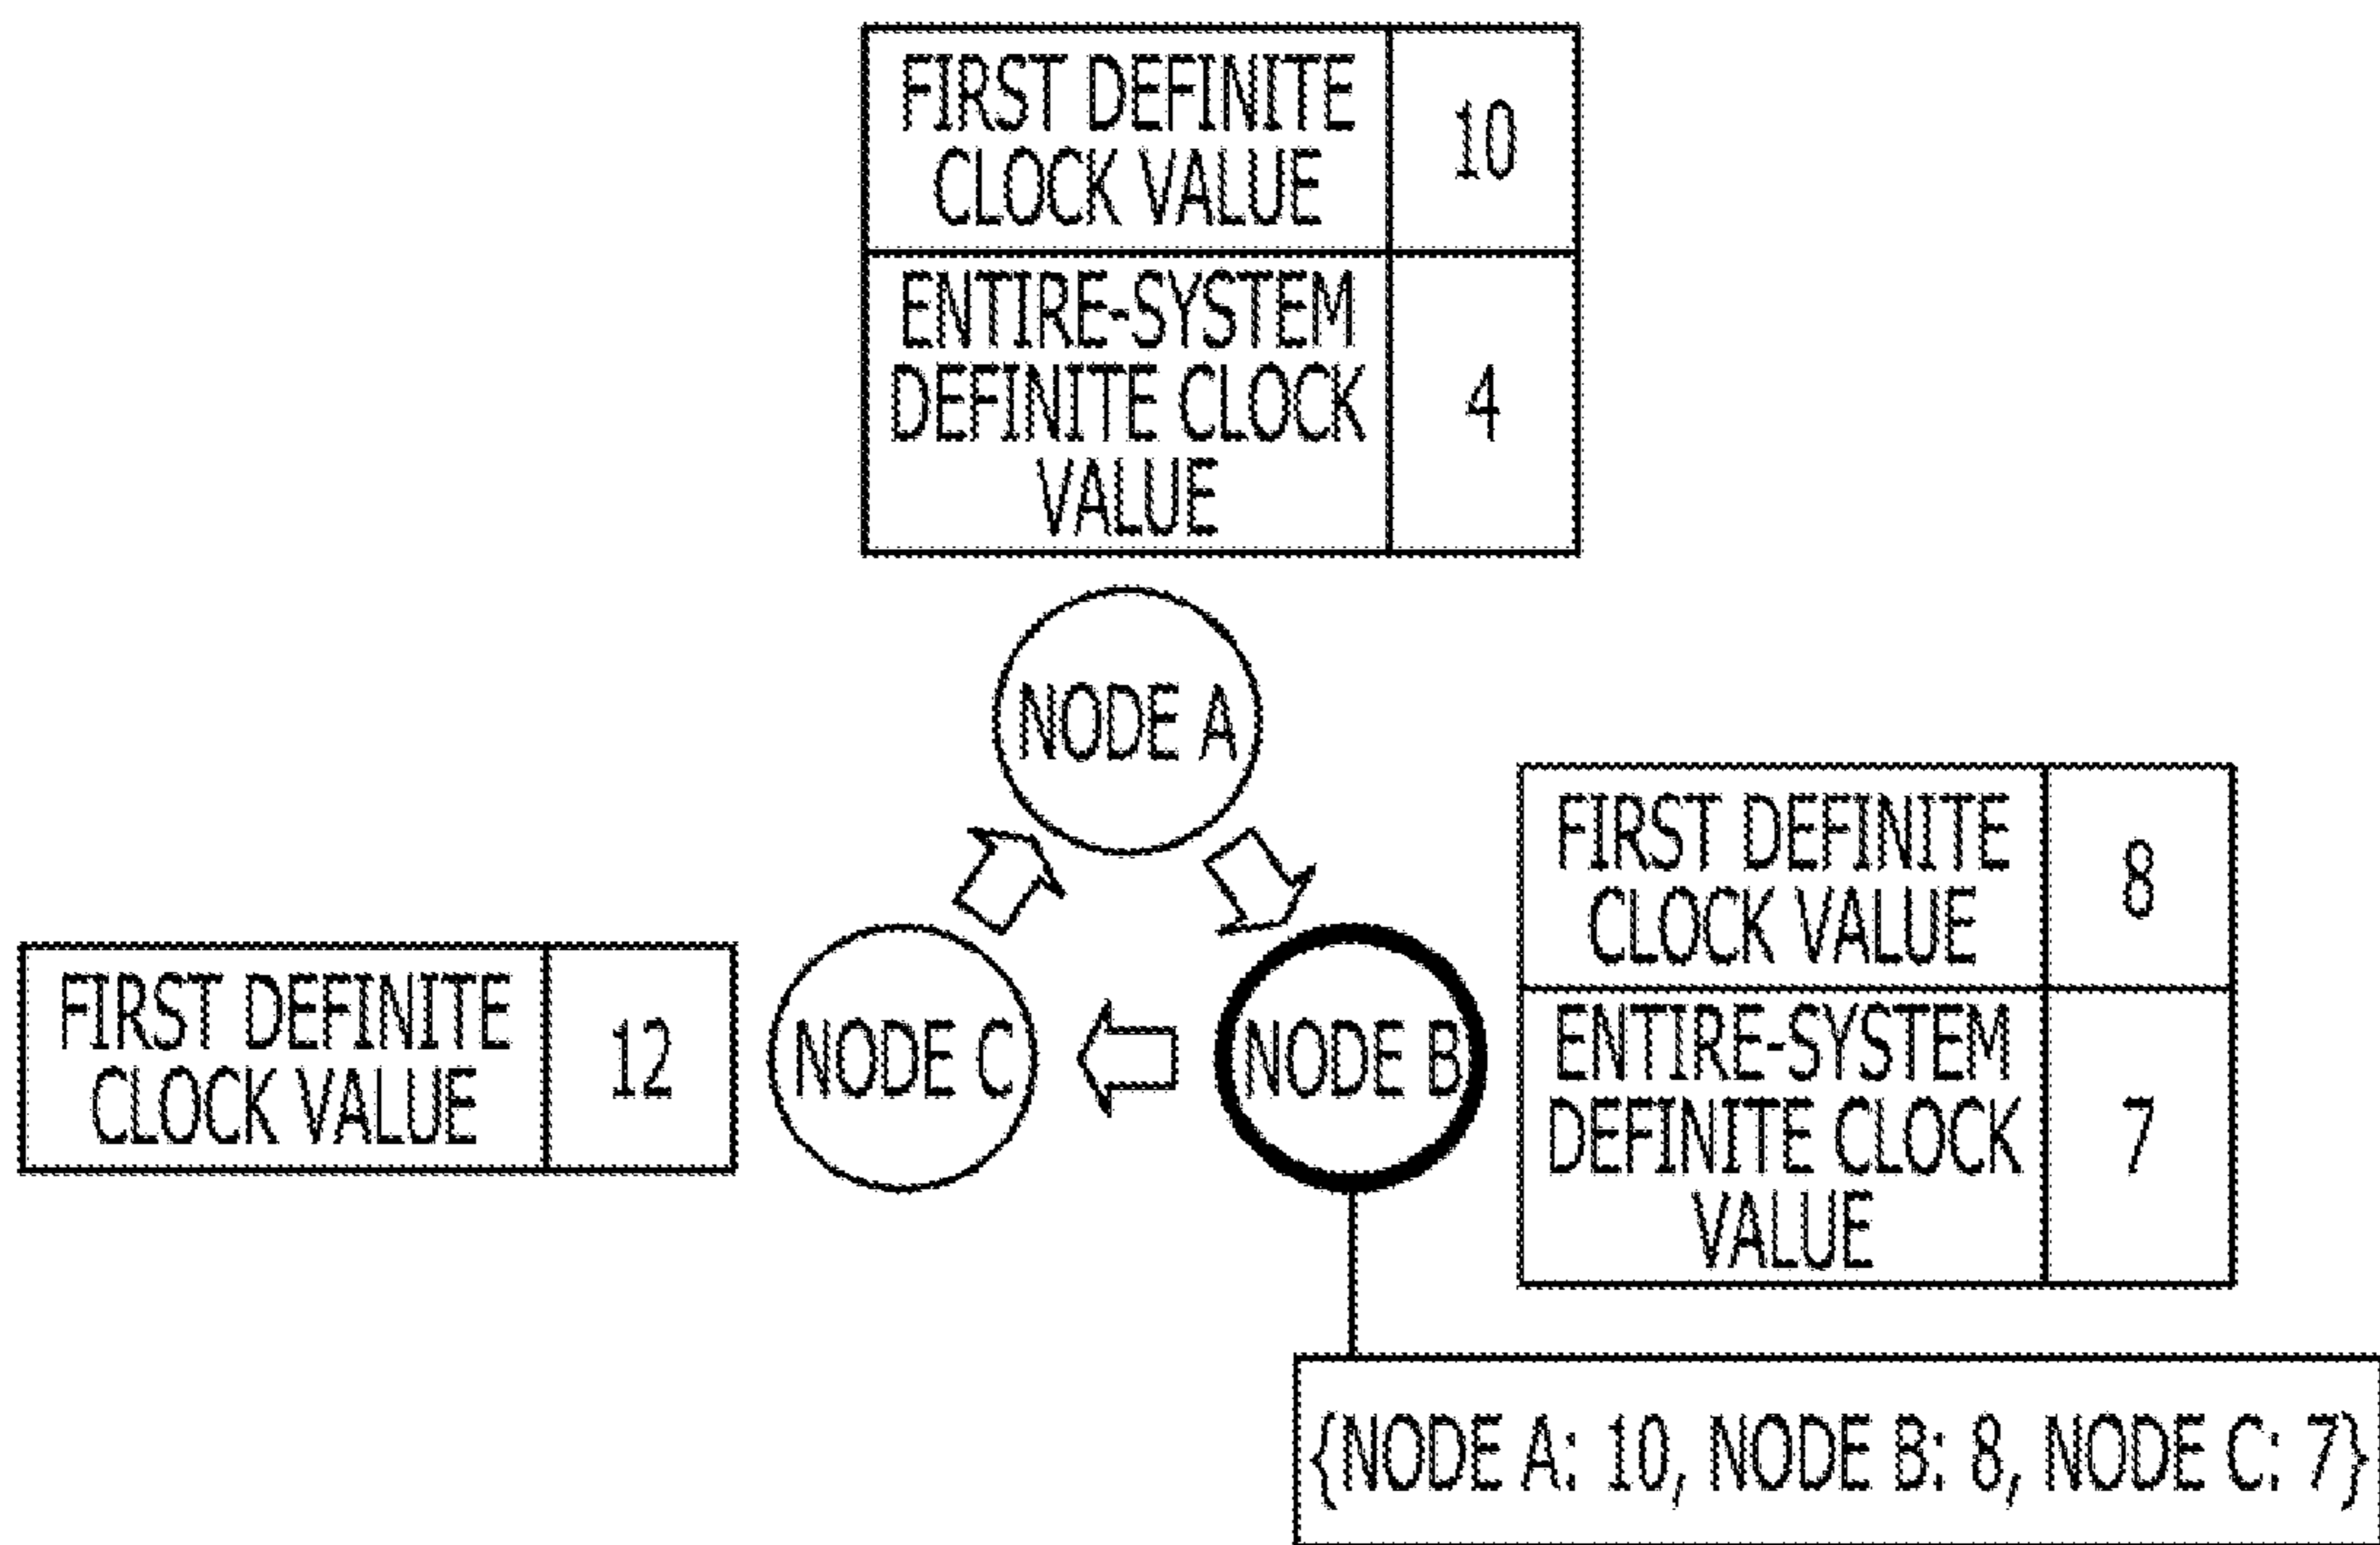 FIRST DEFINITE
CLOCK VALUE
10
ENTIRE-SYSTEM
DEFINITE CLOCK
VALUE
4
NODE A
FIRST DEFINITE
CLOCK VALUE
8
ENTIRE-SYSTEM
DEFINITE CLOCK
VALUE
7
FIRST DEFINITE
CLOCK VALUE
12
NODE C
NODE B
{NODE A: 10, NODE B: 8, NODE C: 7}